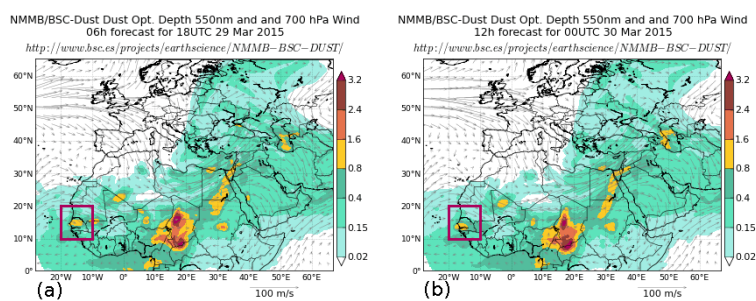 NMMB/BSC-Dust Dust Opt. Depth 550nm and and 700 hPa Wind
06h forecast for 18UTC 29 Mar 2015
http://www.bsc.es/projects/earthscience/NMMB-BSC-DUST/
60°N
50°N
40°N
30°N
20°N
10°N
0°
20°W 10°W 0° 10°E 20°E 30°E 40°E 50°E 60°E
3.2
2.4
1.6
0.8
0.4
0.15
0.02
(a)
100 m/s
NMMB/BSC-Dust Dust Opt. Depth 550nm and and 700 hPa Wind
12h forecast for 00UTC 30 Mar 2015
http://www.bsc.es/projects/earthscience/NMMB-BSC-DUST/
60°N
50°N
40°N
30°N
20°N
10°N
0°
20°W 10°W 0° 10°E 20°E 30°E 40°E 50°E 60°E
3.2
2.4
1.6
0.8
0.4
0.15
0.02
(b)
100 m/s